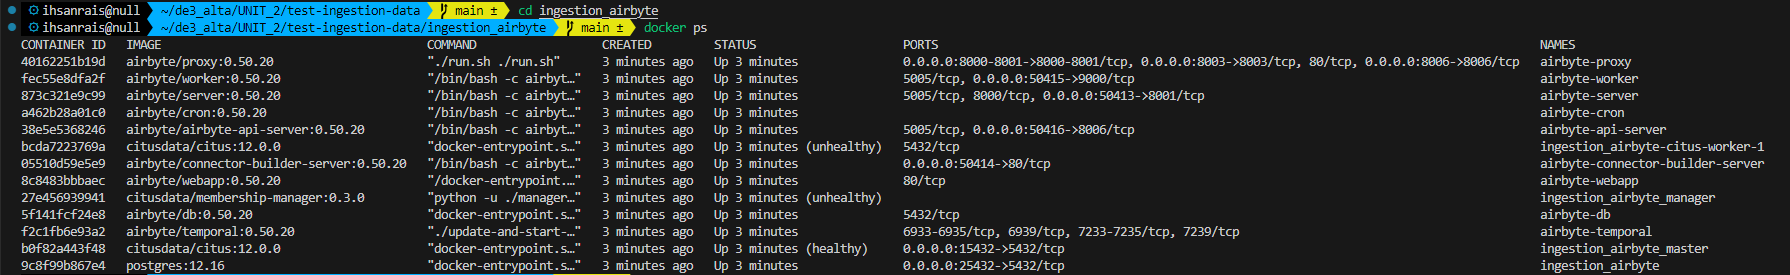 ihsanrais@null ~/de3_alta/UNIT_2/test-ingestion-data main ± cd ingestion_airbyte
ihsanrais@null ~/de3_alta/UNIT_2/test-ingestion-data/ingestion_airbyte main ± docker ps
CONTAINER ID IMAGE COMMAND CREATED STATUS PORTS NAMES
40162251b19d airbyte/proxy:0.50.20 "./run.sh ./run.sh" 3 minutes ago Up 3 minutes 0.0.0.0:8000-8001->8000-8001/tcp, 0.0.0.0:8003->8003/tcp, 80/tcp, 0.0.0.0:8006->8006/tcp airbyte-proxy
fec55e8dfa2f airbyte/worker:0.50.20 "/bin/bash -c airbyt…" 3 minutes ago Up 3 minutes 5005/tcp, 0.0.0.0:50415->9000/tcp airbyte-worker
873c321e9c99 airbyte/server:0.50.20 "/bin/bash -c airbyt…" 3 minutes ago Up 3 minutes 5005/tcp, 8000/tcp, 0.0.0.0:50413->8001/tcp airbyte-server
a462b28a01c0 airbyte/cron:0.50.20 "/bin/bash -c airbyt…" 3 minutes ago Up 3 minutes airbyte-cron
38e5e5368246 airbyte/airbyte-api-server:0.50.20 "/bin/bash -c airbyt…" 3 minutes ago Up 3 minutes 5005/tcp, 0.0.0.0:50416->8006/tcp airbyte-api-server
bcda7223769a citusdata/citus:12.0.0 "docker-entrypoint.s…" 3 minutes ago Up 3 minutes (unhealthy) 5432/tcp ingestion_airbyte-citus-worker-1
05510d59e5e9 airbyte/connector-builder-server:0.50.20 "/bin/bash -c airbyt…" 3 minutes ago Up 3 minutes 0.0.0.0:50414->80/tcp airbyte-connector-builder-server
8c8483bbbaec airbyte/webapp:0.50.20 "/docker-entrypoint.…" 3 minutes ago Up 3 minutes 80/tcp airbyte-webapp
27e456939941 citusdata/membership-manager:0.3.0 "python -u ./manager…" 3 minutes ago Up 3 minutes (unhealthy) ingestion_airbyte_manager
5f141fcf24e8 airbyte/db:0.50.20 "docker-entrypoint.s…" 3 minutes ago Up 3 minutes 5432/tcp airbyte-db
f2c1fb6e93a2 airbyte/temporal:0.50.20 "./update-and-start-…" 3 minutes ago Up 3 minutes 6933-6935/tcp, 6939/tcp, 7233-7235/tcp, 7239/tcp airbyte-temporal
b0f82a443f48 citusdata/citus:12.0.0 "docker-entrypoint.s…" 3 minutes ago Up 3 minutes (healthy) 0.0.0.0:15432->5432/tcp ingestion_airbyte_master
9c8f99b867e4 postgres:12.16 "docker-entrypoint.s…" 3 minutes ago Up 3 minutes 0.0.0.0:25432->5432/tcp ingestion_airbyte